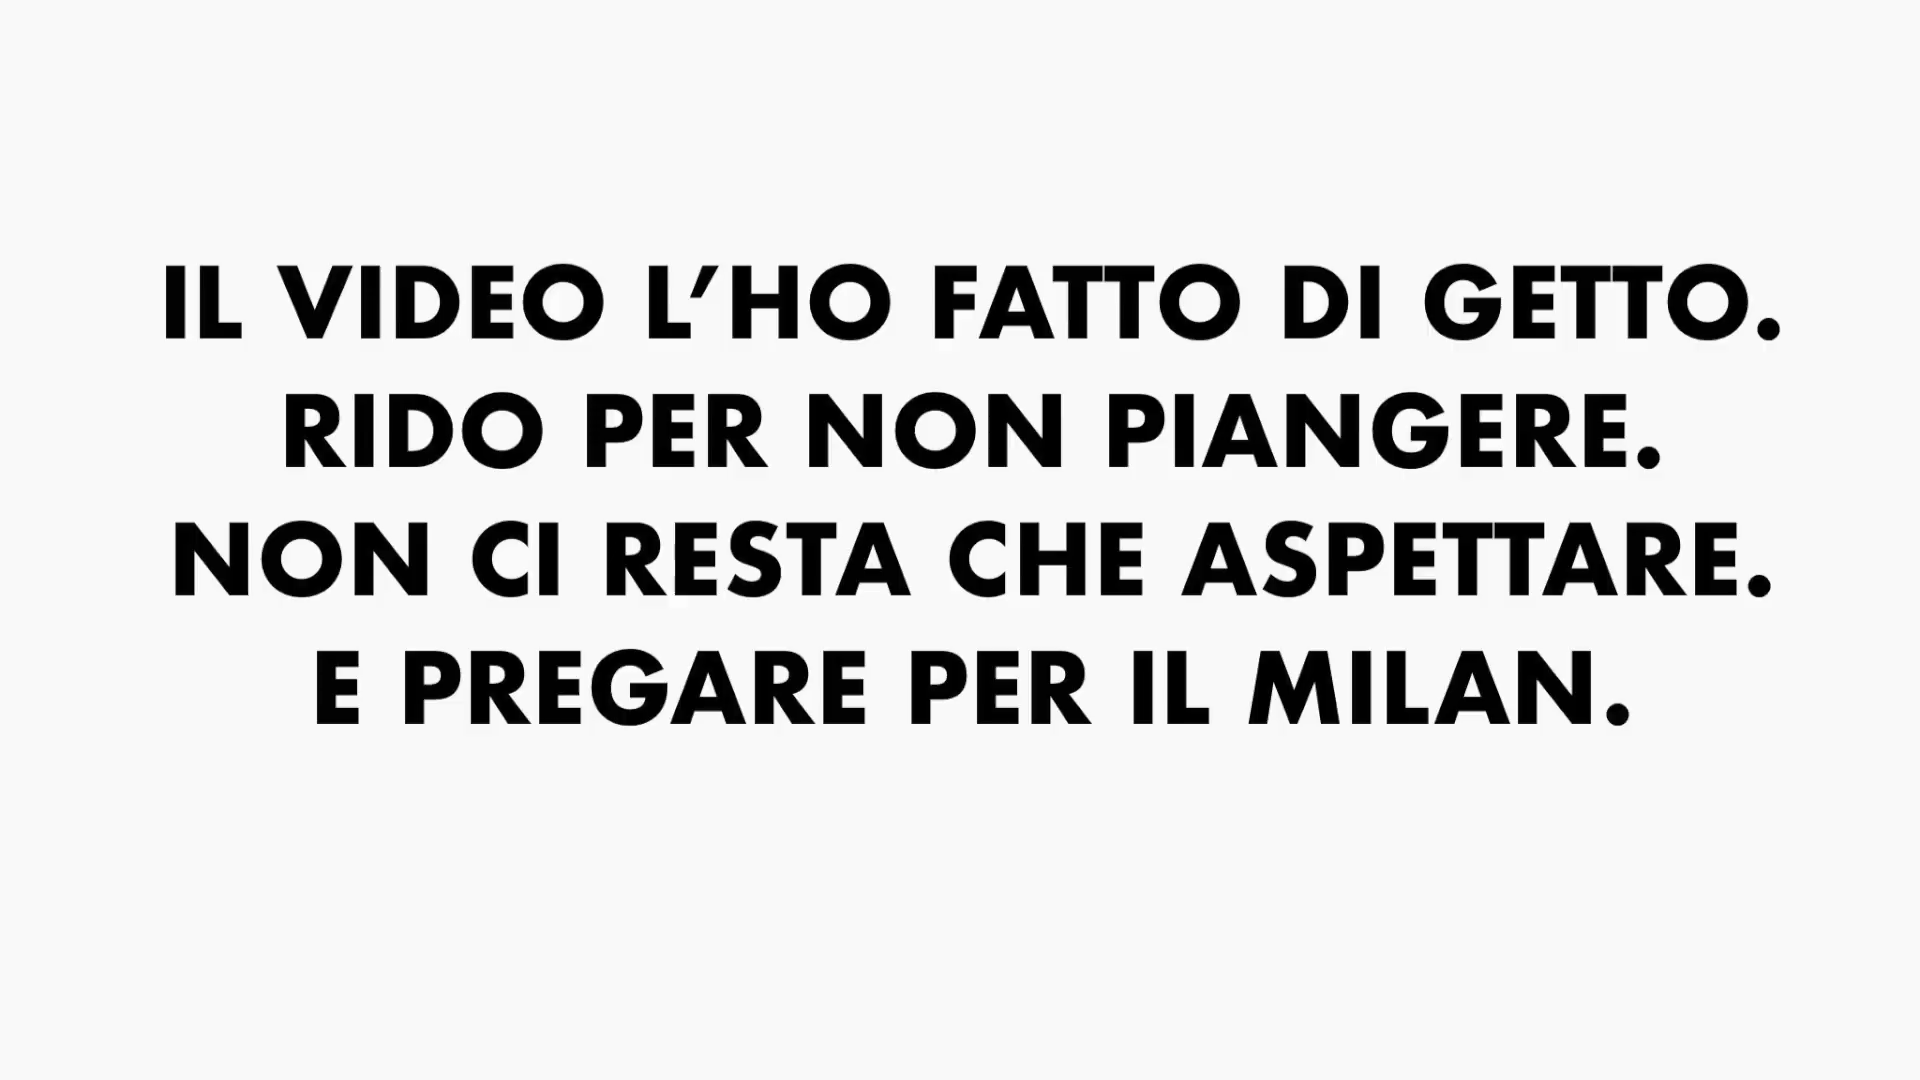 IL VIDEO L’HO FATTO DI GETTO.
RIDO PER NON PIANGERE.
NON CI RESTA CHE ASPETTARE.
E PREGARE PER IL MILAN.